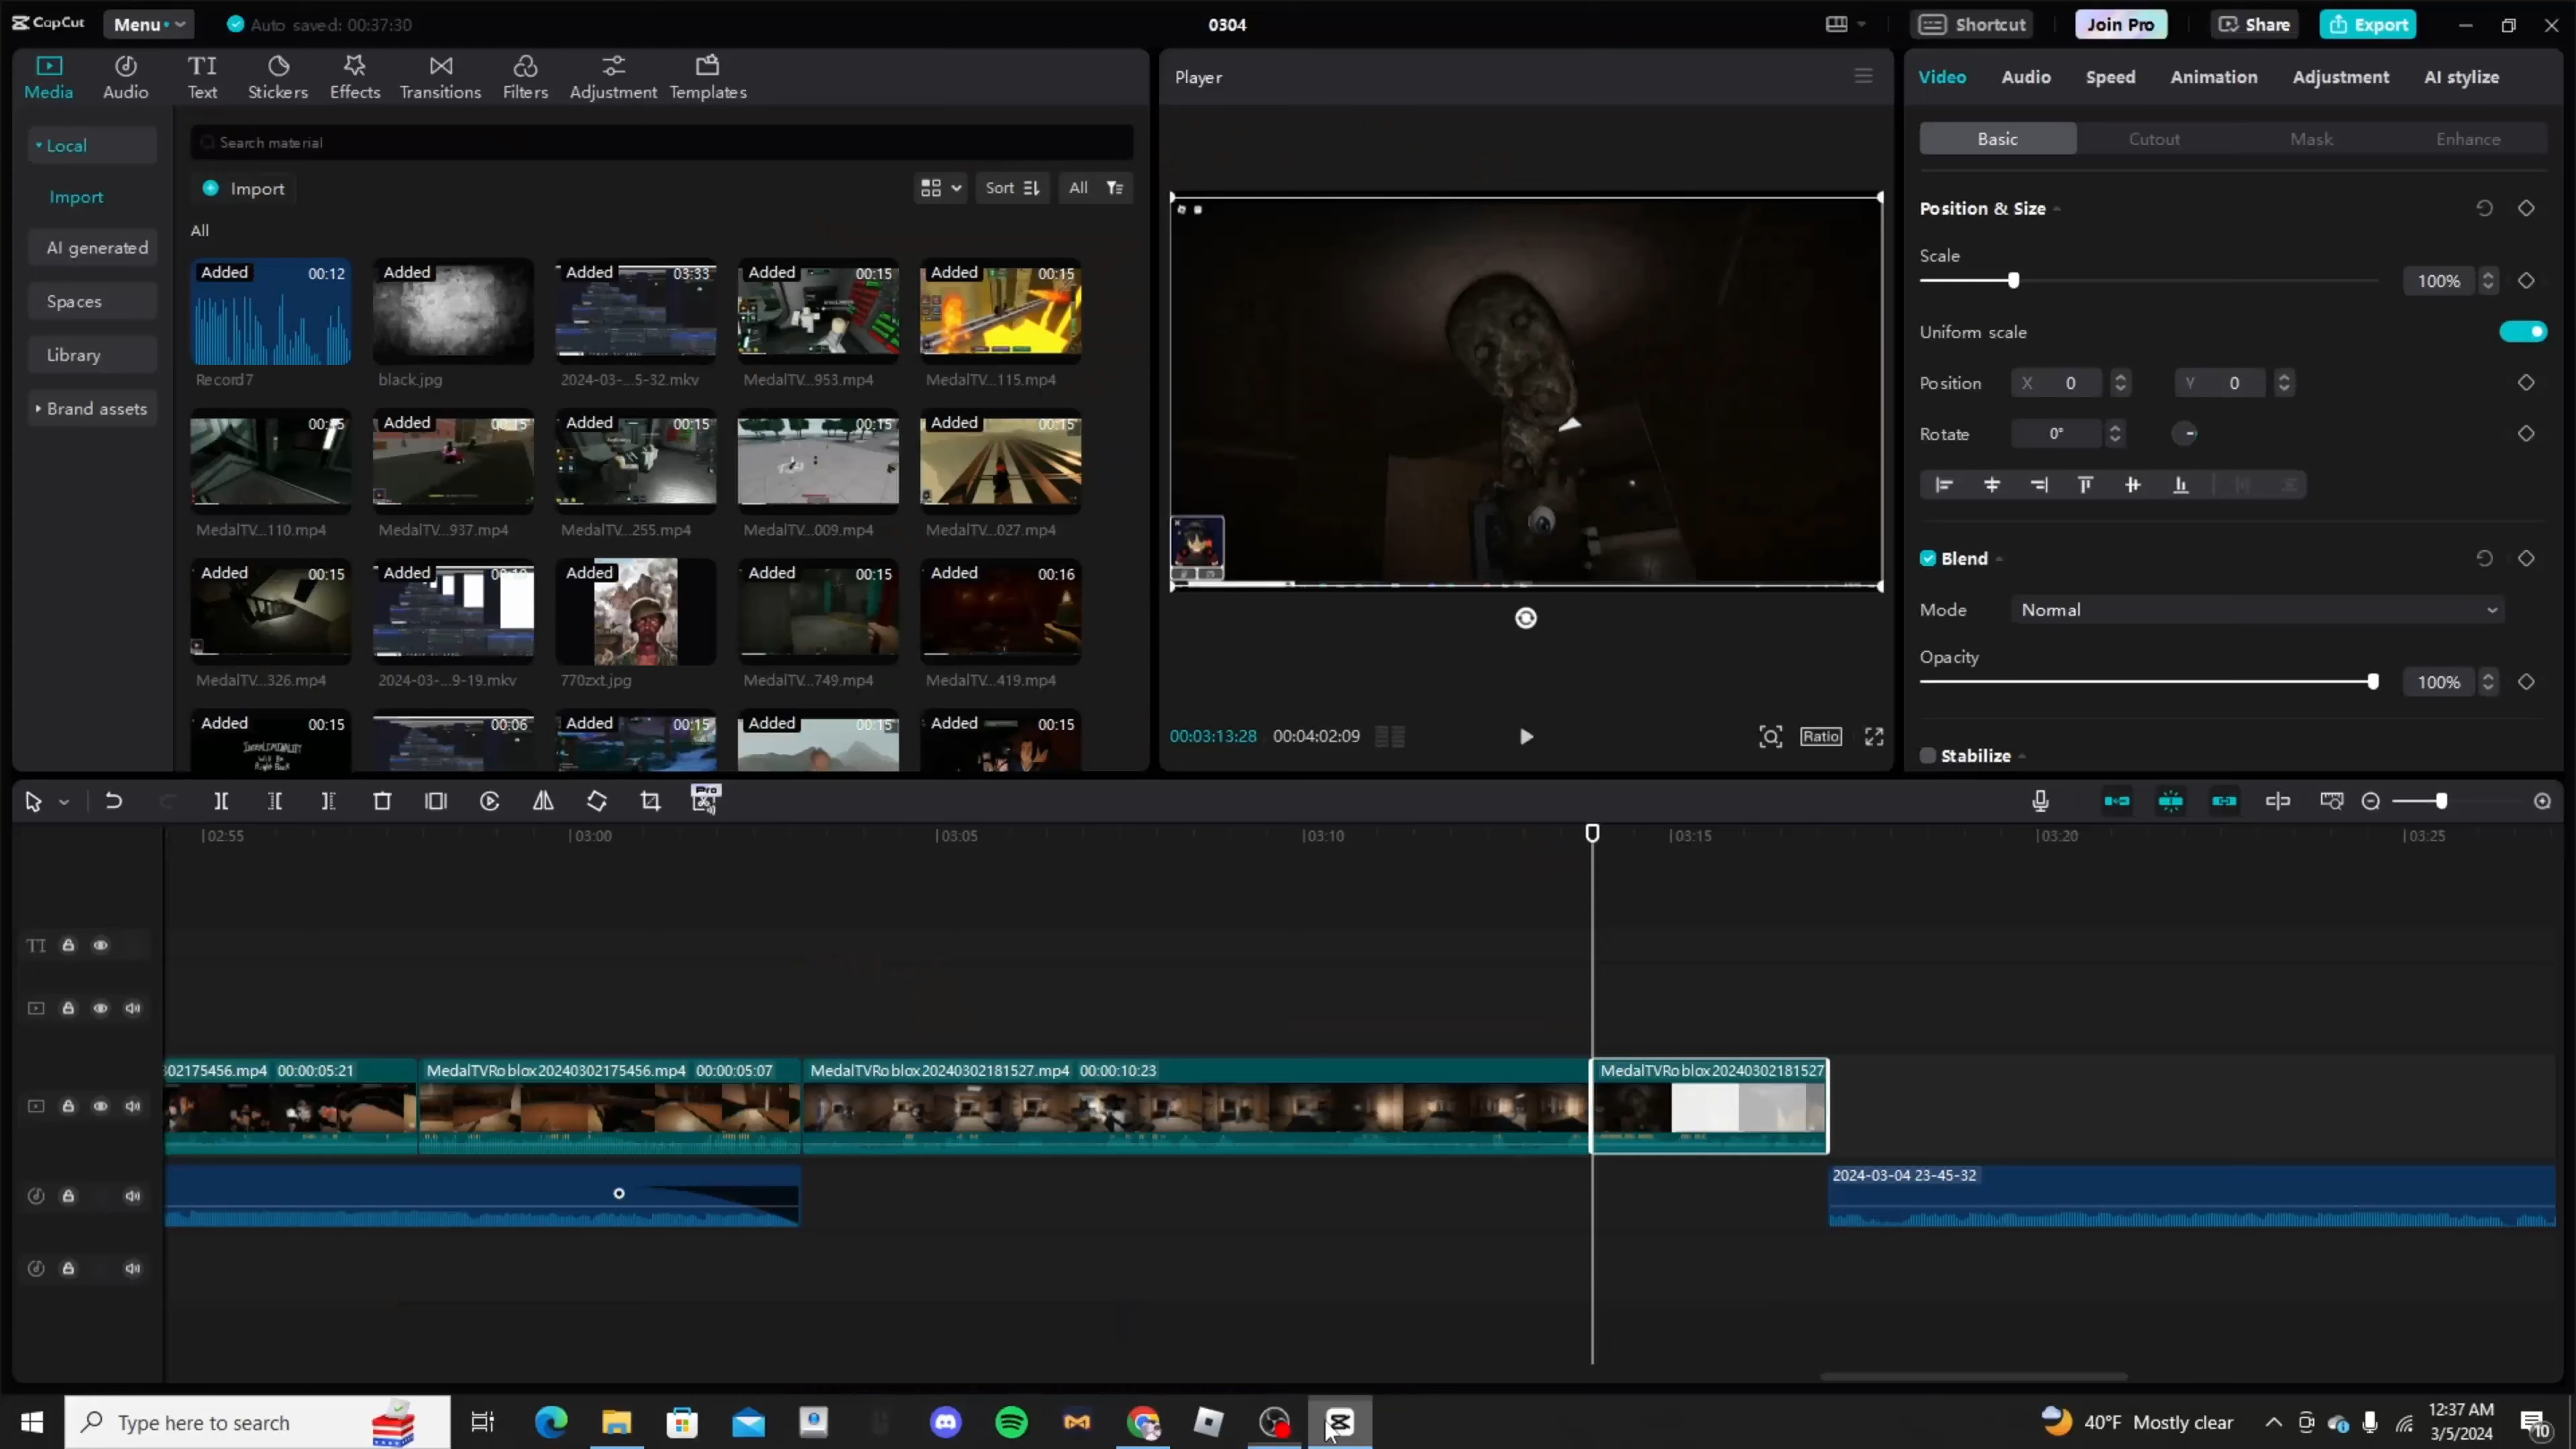 CapCut Menu Auto saved: 00:37:30 0304 Shortcut Join Pro Share Export
Media Audio Text Stickers Effects Transitions Filters Adjustment Templates
Local
Import
AI generated
Spaces
Library
Brand assets
Search material
Import Sort All
All
Added 00:12 Added Added 03:33 Added 00:15 Added 00:15
Record7 black.jpg 2024-03-...5-32.mkv MedalTV...953.mp4 MedalTV...115.mp4
Added 00:15 Added 00:15 Added 00:15 Added 00:15
MedalTV...110.mp4 MedalTV...937.mp4 MedalTV...255.mp4 MedalTV...009.mp4 MedalTV...027.mp4
Added 00:15 Added Added Added 00:15 Added 00:16
MedalTV...326.mp4 2024-03-...9-19.mkv 770zxt.jpg MedalTV...749.mp4 MedalTV...419.mp4
Added 00:15 00:06 Added 00:15 Added 00:15 Added 00:15
Will Be
Right Back
Player
00:03:13:28 00:04:02:09 Ratio
Video Audio Speed Animation Adjustment AI stylize
Basic Cutout Mask Enhance
Position & Size
Scale
100%
Uniform scale
Position X 0 Y 0
Rotate 0°
Blend
Mode Normal
Opacity
100%
Stabilize
Pro
02:55 03:00 03:05 03:10 03:15 03:20 03:25
TI
302175456.mp4 00:00:05:21 MedalTVRoblox20240302175456.mp4 00:00:05:07 MedalTVRoblox20240302181527.mp4 00:00:10:23 MedalTVRoblox20240302181527
2024-03-04 23-45-32
Type here to search
40°F Mostly clear
12:37 AM
3/5/2024
10